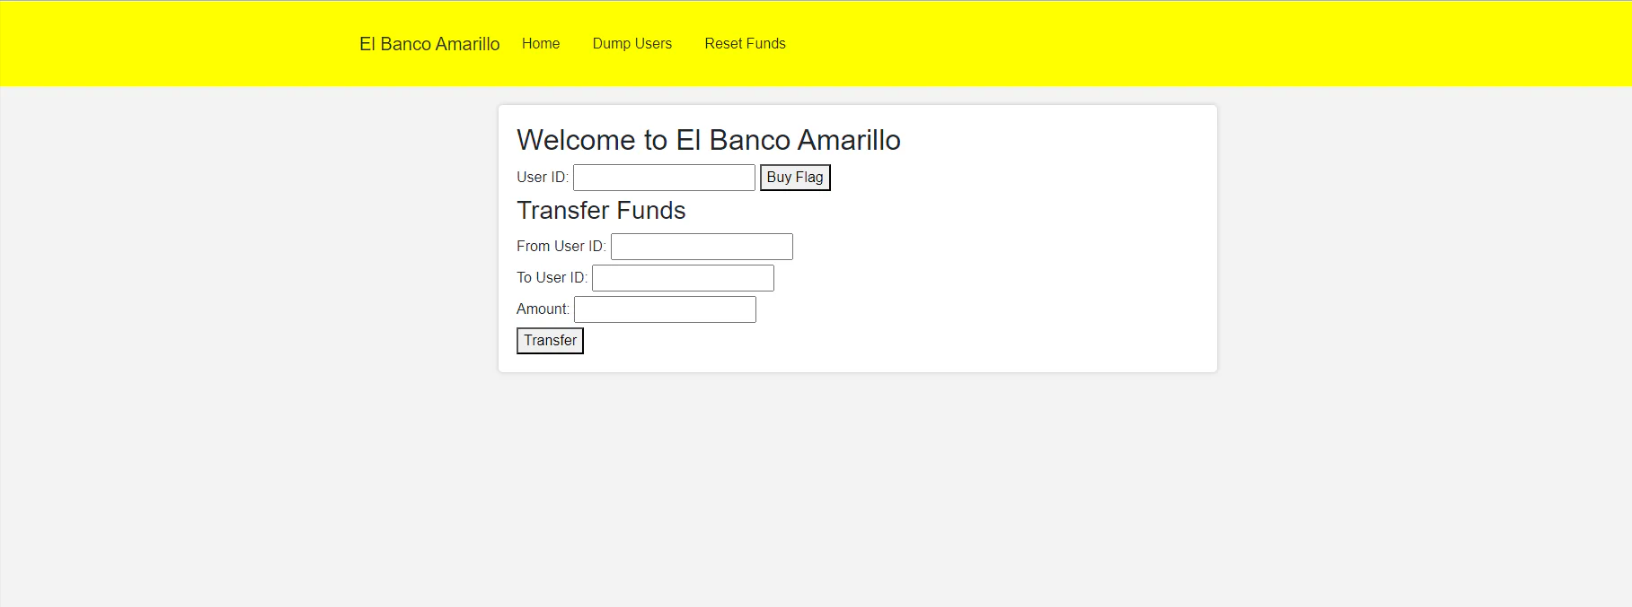 El Banco Amarillo Home Dump Users Reset Funds
Welcome to El Banco Amarillo
User ID: Buy Flag
Transfer Funds
From User ID:
To User ID:
Amount:
Transfer